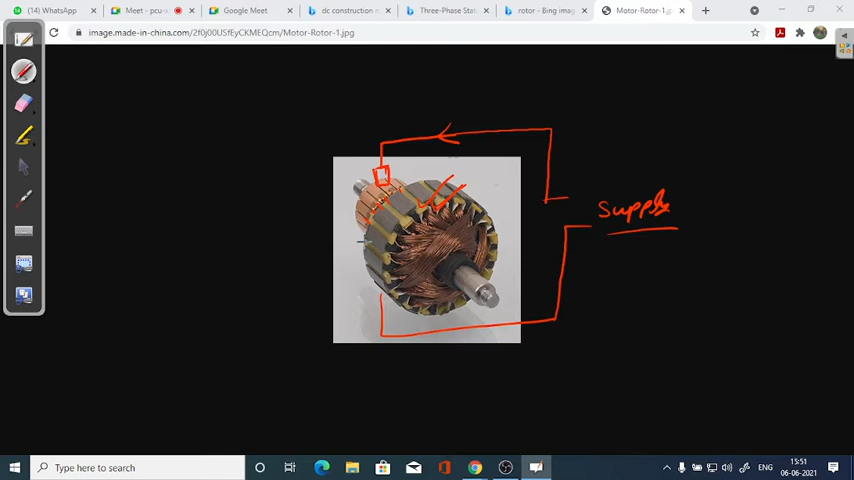 (14) WhatsApp
Meet - pcu-x
Google Meet
dc construction m
Three-Phase Stat
rotor - Bing imag
Motor-Rotor-1.jpg
image.made-in-china.com/2f0j00USfEyCKMEQcm/Motor-Rotor-1.jpg
supply
Type here to search
ENG
15:51
06-06-2021